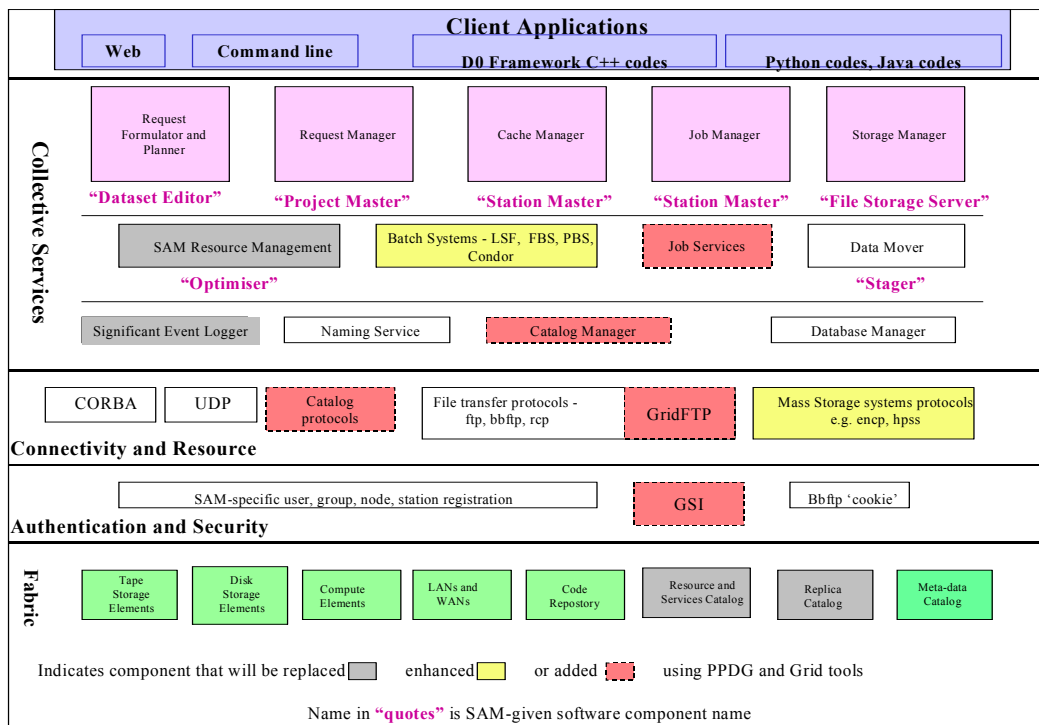 Client Applications
Web
Command line
D0 Framework C++ codes
Python codes, Java codes
Collective Services
Request
Formulator and
Planner
Request Manager
Cache Manager
Job Manager
Storage Manager
“Dataset Editor”
“Project Master”
“Station Master”
“Station Master”
“File Storage Server”
SAM Resource Management
Batch Systems - LSF, FBS, PBS,
Condor
Job Services
Data Mover
“Optimiser”
“Stager”
Significant Event Logger
Naming Service
Catalog Manager
Database Manager
CORBA
UDP
Catalog
protocols
File transfer protocols -
ftp, bbftp, rcp
GridFTP
Mass Storage systems protocols
e.g. encp, hpss
Connectivity and Resource
SAM-specific user, group, node, station registration
GSI
Bbftp ‘cookie’
Authentication and Security
Fabric
Tape
Storage
Elements
Disk
Storage
Elements
Compute
Elements
LANs and
WANs
Code
Repostory
Resource and
Services Catalog
Replica
Catalog
Meta-data
Catalog
Indicates component that will be replaced enhanced or added using PPDG and Grid tools
Name in “quotes” is SAM-given software component name